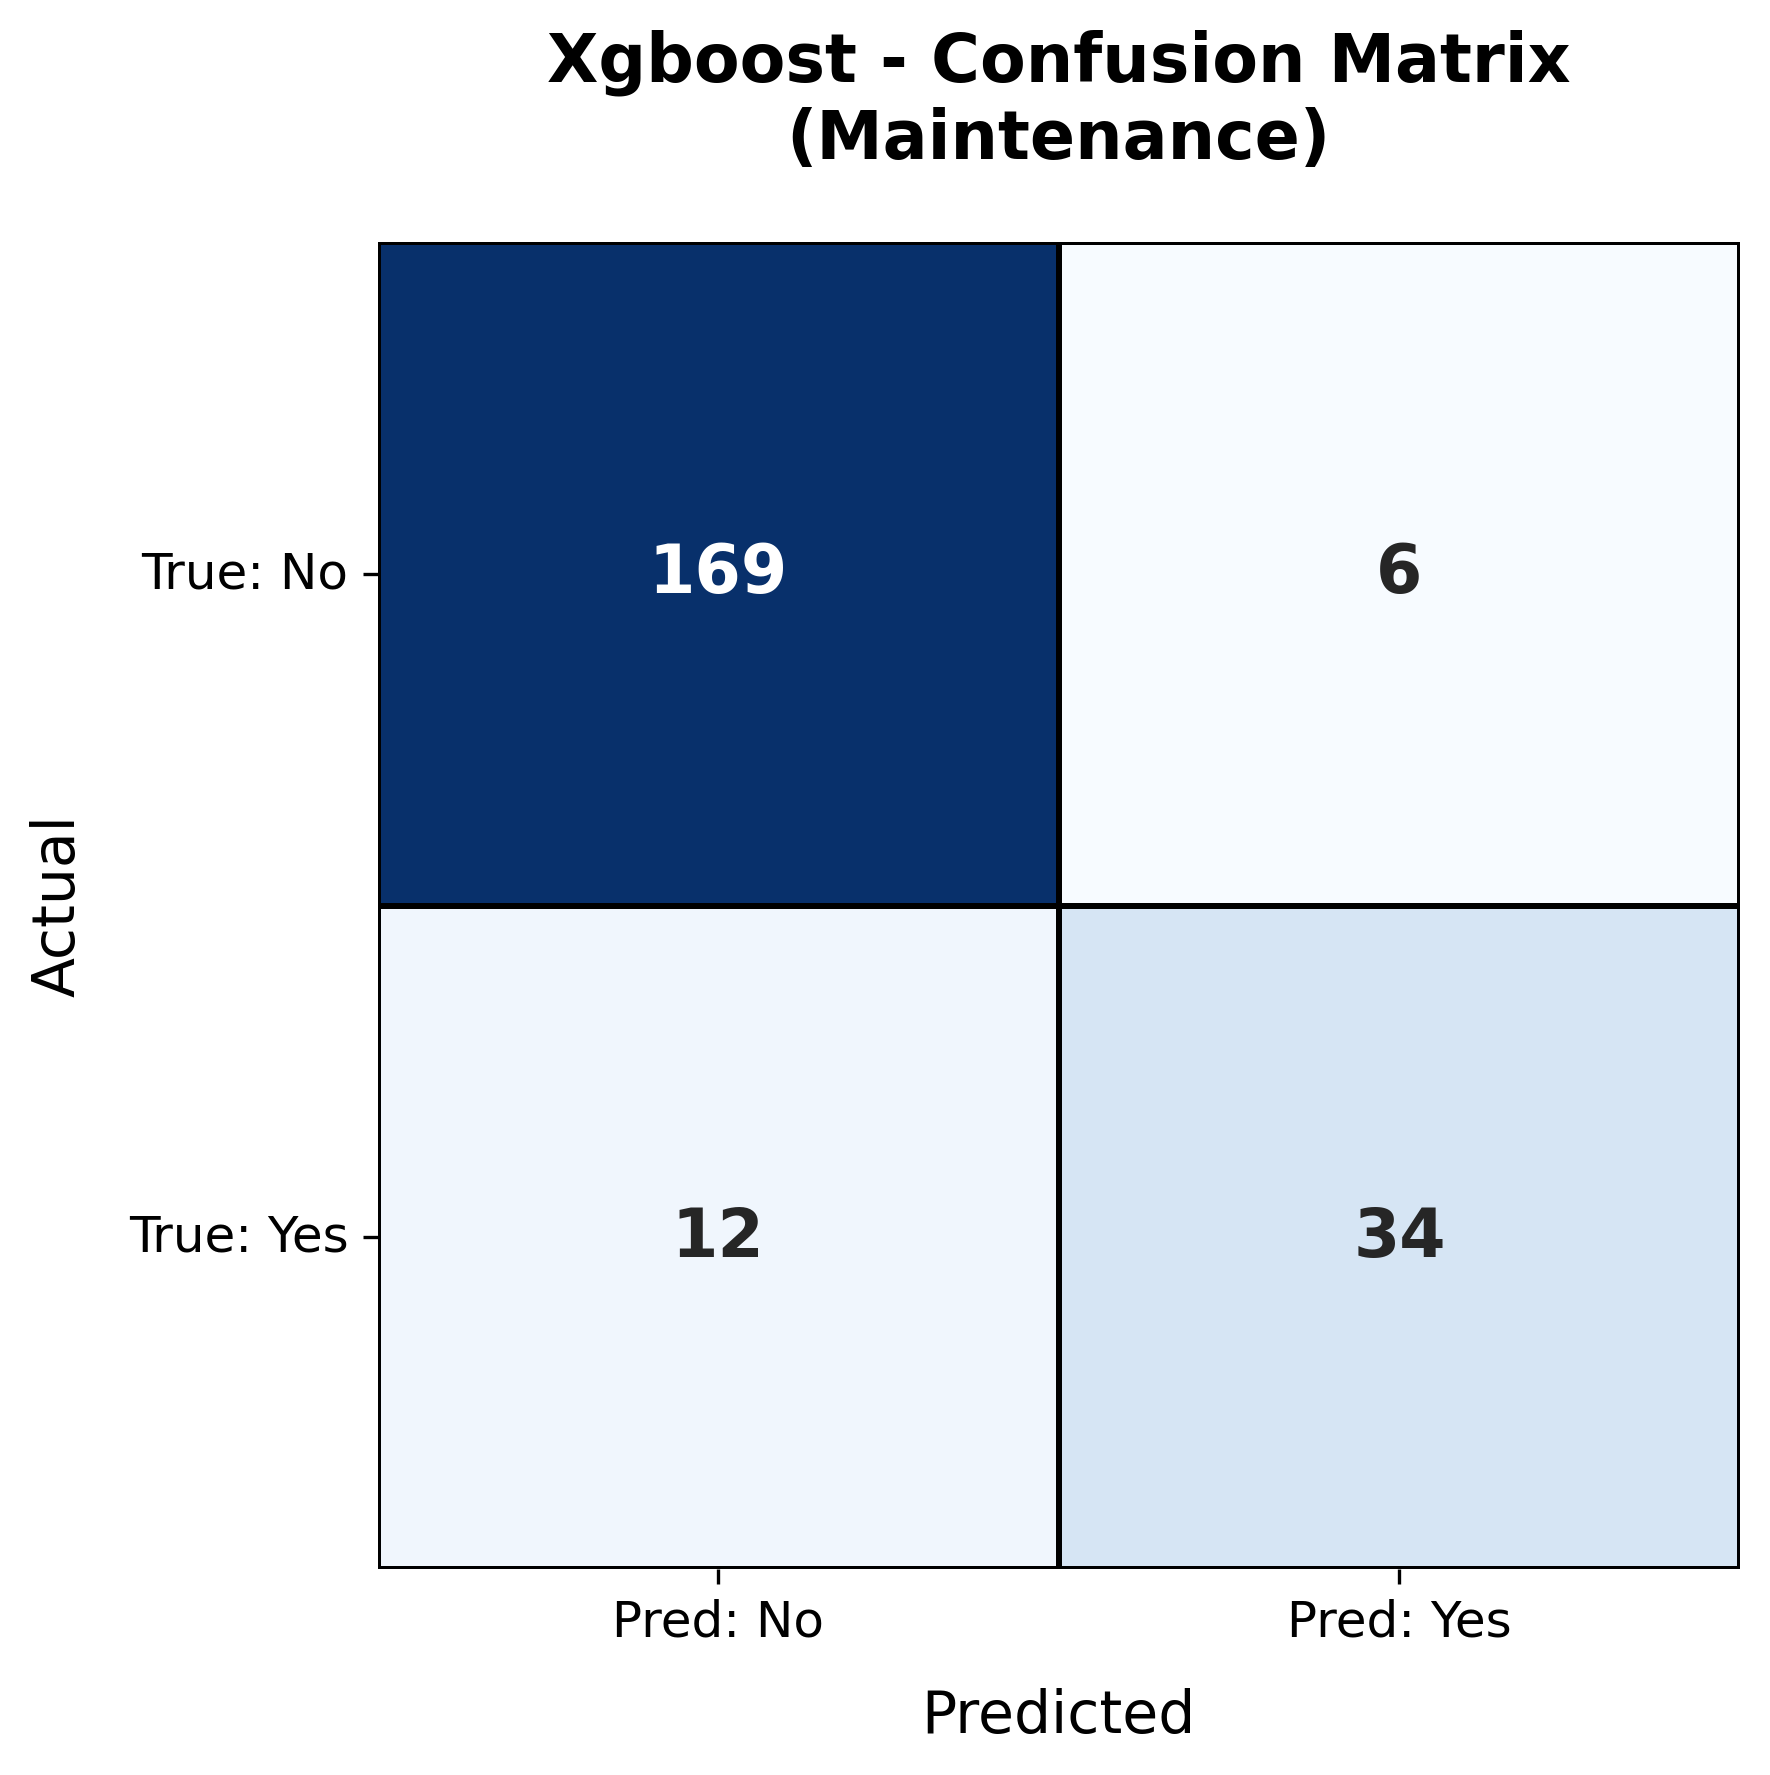 Xgboost - Confusion Matrix
(Maintenance)
True: No
169
6
Actual
True: Yes
12
34
Pred: No
Pred: Yes
Predicted